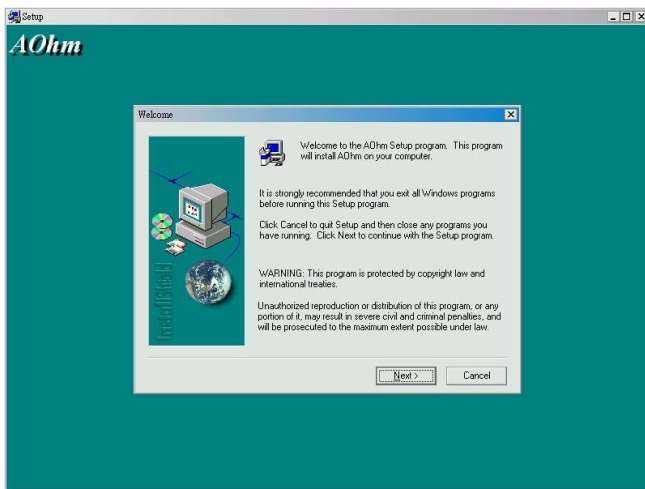 Setup
AOhm
Welcome
Welcome to the AOhm Setup program. This program
will install AOhm on your computer.
It is strongly recommended that you exit all Windows programs
before running this Setup program.
Click Cancel to quit Setup and then close any programs you
have running. Click Next to continue with the Setup program.
WARNING: This program is protected by copyright law and
international treaties.
Unauthorized reproduction or distribution of this program, or any
portion of it, may result in severe civil and criminal penalties, and
will be prosecuted to the maximum extent possible under law.
InstallShield
Next >
Cancel